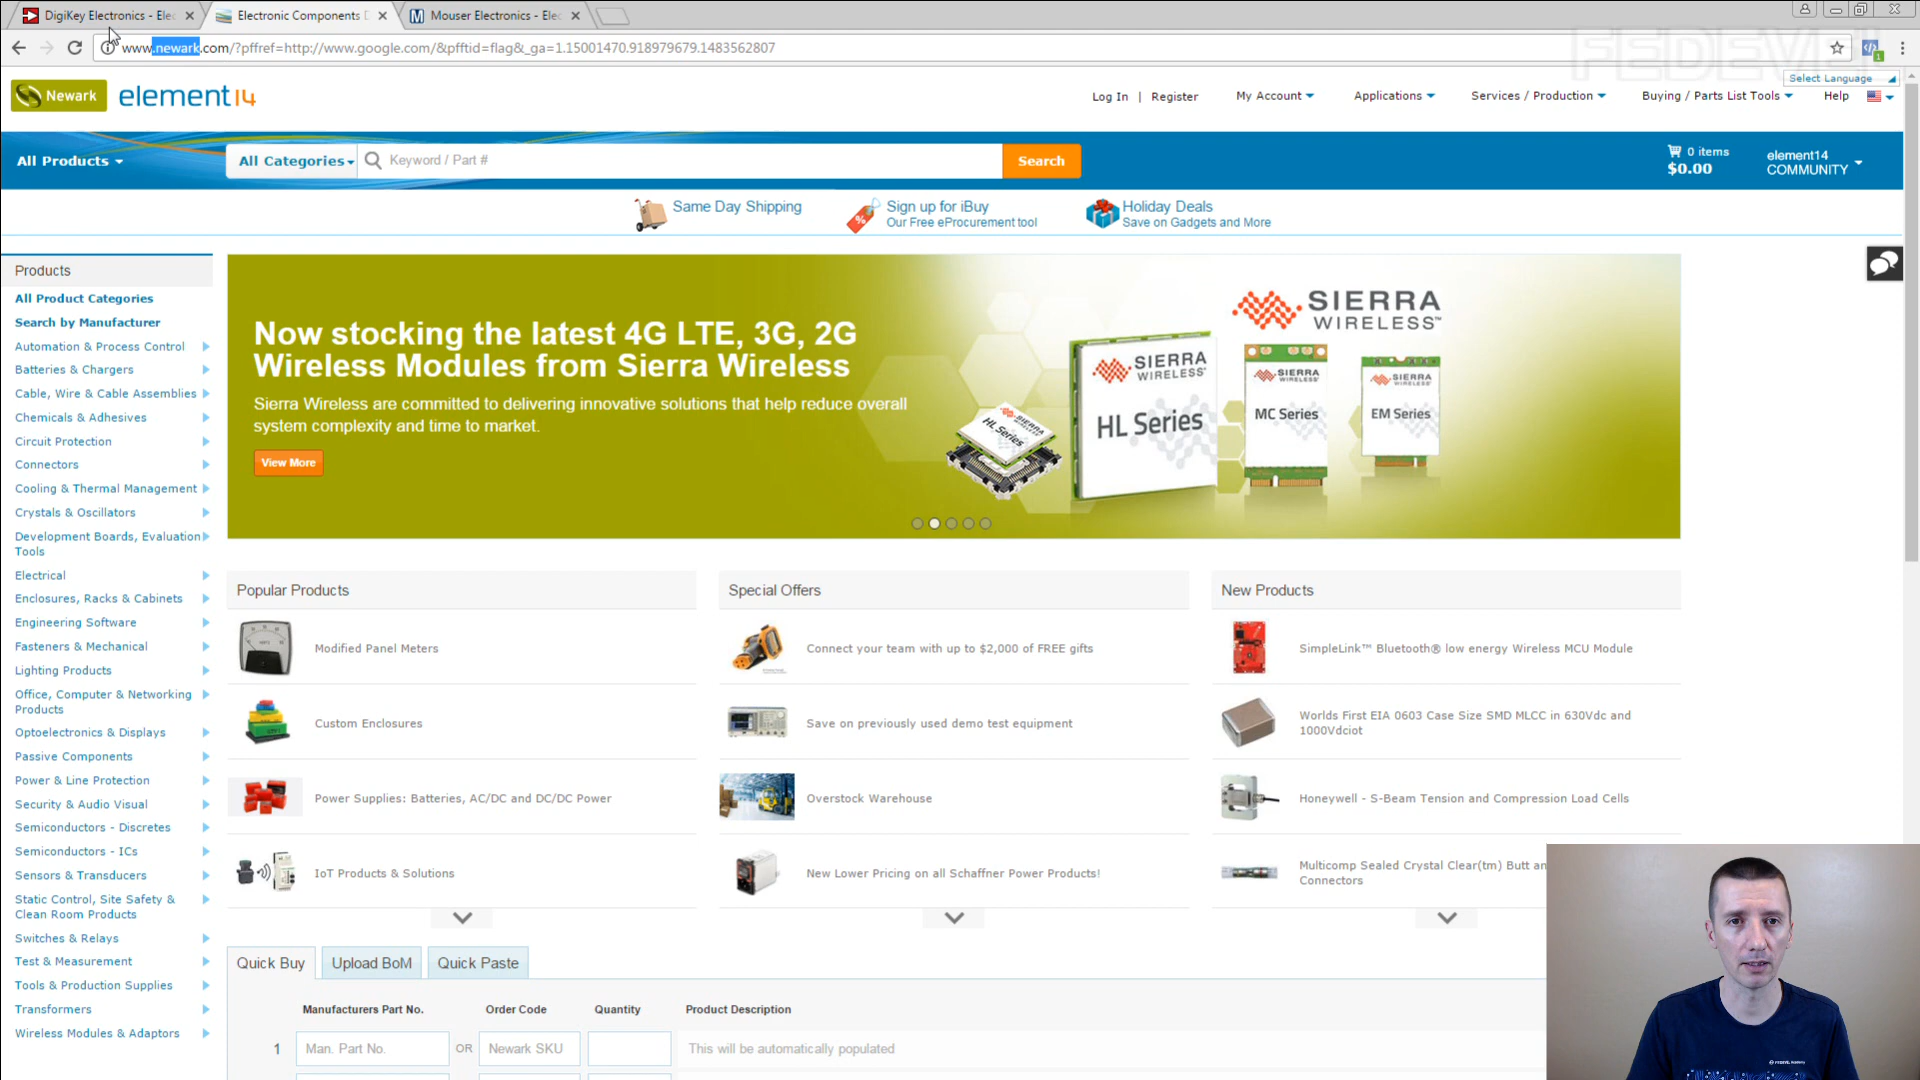 DigiKey Electronics - Elec
Electronic Components D
Mouser Electronics - Elec
www.newark.com/?pffref=http://www.google.com/&pfftid=flag&_ga=1.15001470.918979679.1483562807
FEDEVEL
Select Language
Newark
element14
Log In | Register
My Account
Applications
Services / Production
Buying / Parts List Tools
Help
All Products
All Categories
Keyword / Part #
Search
0 items
$0.00
element14
COMMUNITY
Same Day Shipping
Sign up for iBuy
Our Free eProcurement tool
Holiday Deals
Save on Gadgets and More
Products
All Product Categories
Search by Manufacturer
Automation & Process Control
Batteries & Chargers
Cable, Wire & Cable Assemblies
Chemicals & Adhesives
Circuit Protection
Connectors
Cooling & Thermal Management
Crystals & Oscillators
Development Boards, Evaluation
Tools
Electrical
Enclosures, Racks & Cabinets
Engineering Software
Fasteners & Mechanical
Lighting Products
Office, Computer & Networking
Products
Optoelectronics & Displays
Passive Components
Power & Line Protection
Security & Audio Visual
Semiconductors - Discretes
Semiconductors - ICs
Sensors & Transducers
Static Control, Site Safety &
Clean Room Products
Switches & Relays
Test & Measurement
Tools & Production Supplies
Transformers
Wireless Modules & Adaptors
Now stocking the latest 4G LTE, 3G, 2G
Wireless Modules from Sierra Wireless
Sierra Wireless are committed to delivering innovative solutions that help reduce overall
system complexity and time to market.
View More
SIERRA
WIRELESS™
HL Series
SIERRA
WIRELESS
HL Series
SIERRA
WIRELESS
MC Series
SIERRA
WIRELESS
EM Series
Popular Products
Modified Panel Meters
Custom Enclosures
Power Supplies: Batteries, AC/DC and DC/DC Power
IoT Products & Solutions
Special Offers
Connect your team with up to $2,000 of FREE gifts
Save on previously used demo test equipment
Overstock Warehouse
New Lower Pricing on all Schaffner Power Products!
New Products
SimpleLink™ Bluetooth® low energy Wireless MCU Module
Worlds First EIA 0603 Case Size SMD MLCC in 630Vdc and
1000Vdciot
Honeywell - S-Beam Tension and Compression Load Cells
Multicomp Sealed Crystal Clear(tm) Butt an
Connectors
Quick Buy
Upload BoM
Quick Paste
Manufacturers Part No.
Order Code
Quantity
Product Description
1
Man. Part No.
OR
Newark SKU
This will be automatically populated